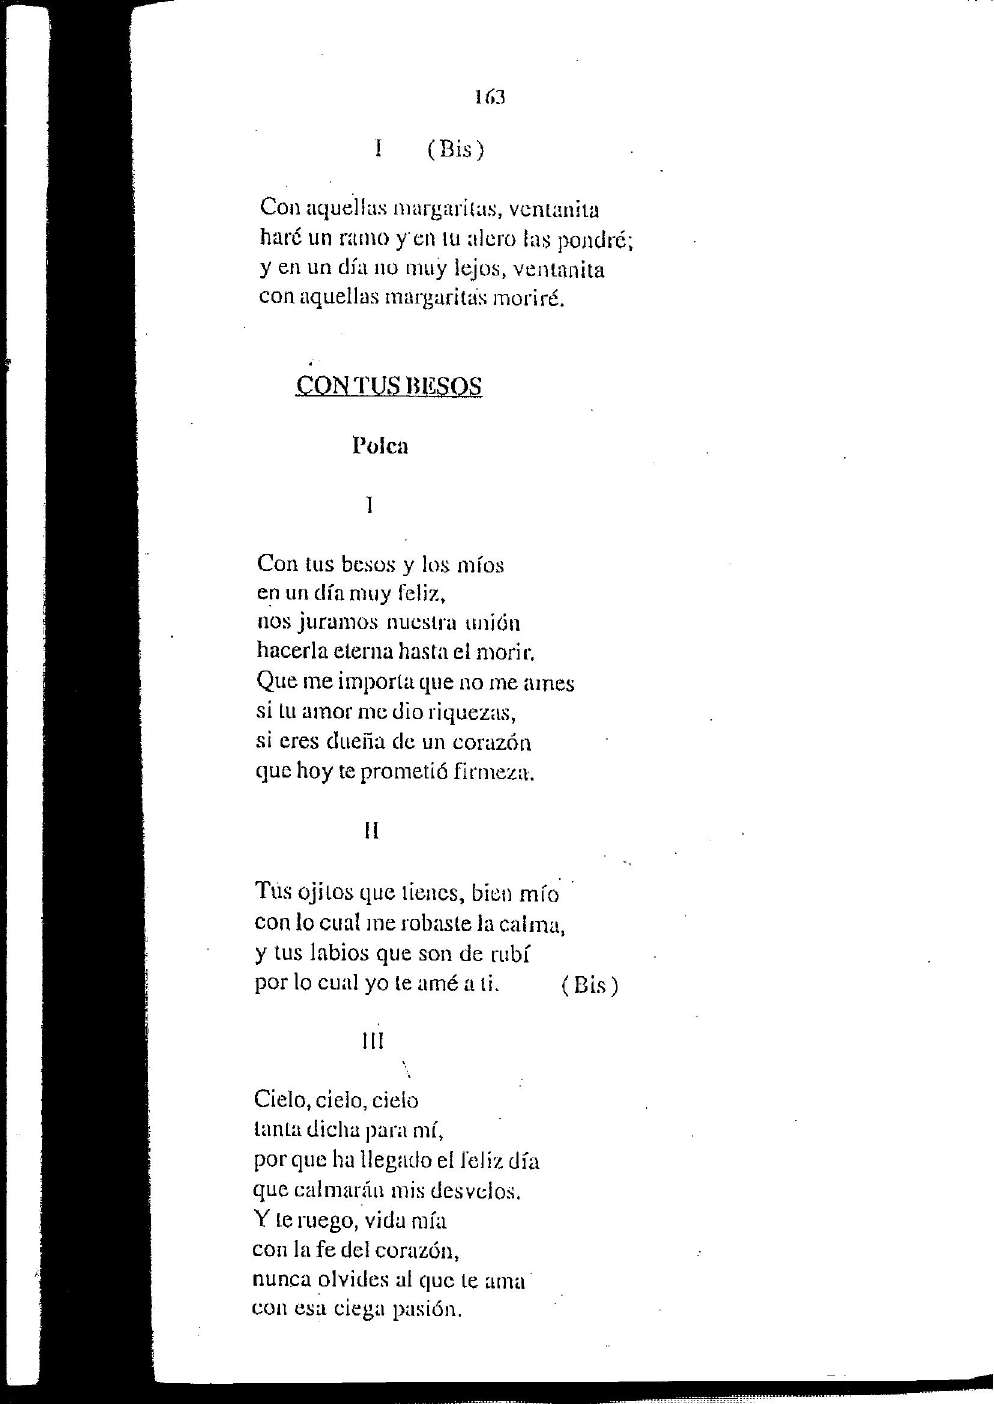 163
I (Bis)
Con aquellas margaritas, ventanita
haré un ramo y en tu alero las pondré;
y en un día no muy lejos, ventanita
con aquellas margaritas moriré.
CON TUS BESOS
Polca
I
Con tus besos y los míos
en un día muy feliz,
nos juramos nuestra unión
hacerla eterna hasta el morir.
Que me importa que no me ames
si tu amor me dio riquezas,
si eres dueña de un corazón
que hoy te prometió firmeza.
II
Tus ojitos que tienes, bien mío
con lo cual me robaste la calma,
y tus labios que son de rubí
por lo cual yo te amé a ti. (Bis)
III
Cielo, cielo, cielo
tanta dicha para mí,
por que ha llegado el feliz día
que calmarán mis desvelos.
Y te ruego, vida mía
con la fe del corazón,
nunca olvides al que te ama
con esa ciega pasión.